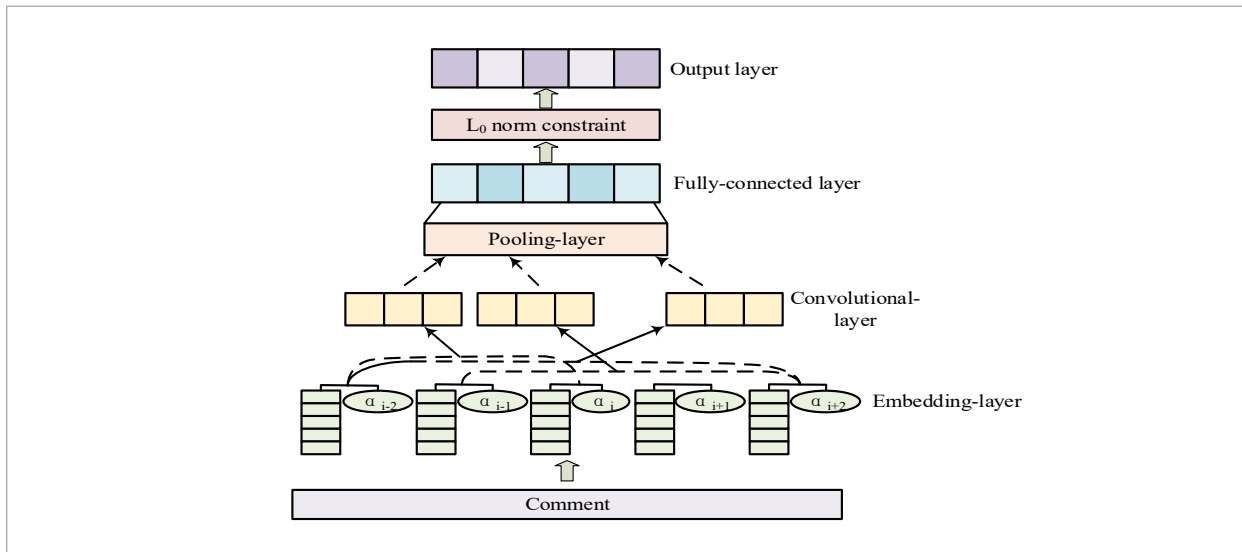 Output layer
L₀ norm constraint
Fully-connected layer
Pooling-layer
Convolutional-
layer
α i-2
α i-1
α i
α i+1
α i+2
Embedding-layer
Comment